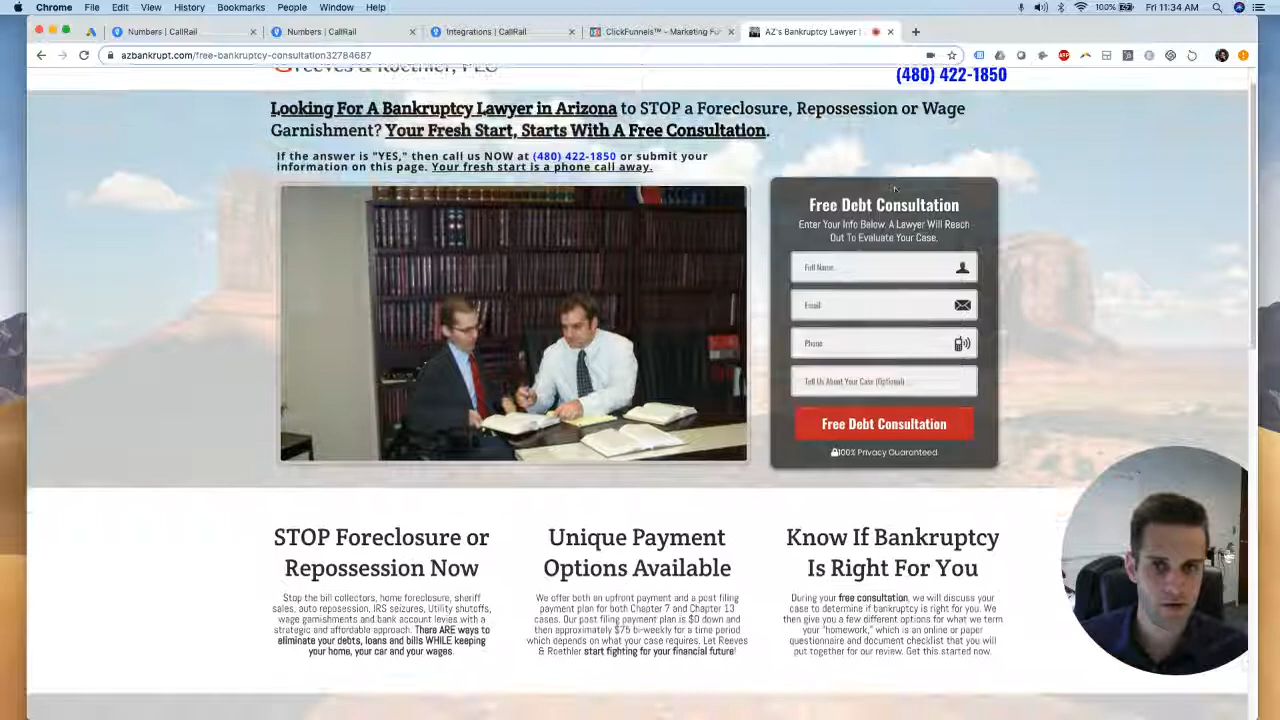 Chrome File Edit View History Bookmarks People Window Help
100% Fri 11:34 AM
Numbers | CallRail
Numbers | CallRail
Integrations | CallRail
ClickFunnels™ – Marketing Fu
AZ's Bankruptcy Lawyer |
azbankrupt.com/free-bankruptcy-consultation32784687
Reeves & Roethler, PLC
(480) 422-1850
Looking For A Bankruptcy Lawyer in Arizona to STOP a Foreclosure, Repossession or Wage
Garnishment? Your Fresh Start, Starts With A Free Consultation.
If the answer is "YES," then call us NOW at (480) 422-1850 or submit your
information on this page. Your fresh start is a phone call away.
Free Debt Consultation
Enter Your Info Below. A Lawyer Will Reach
Out To Evaluate Your Case.
Full Name
Email
Phone
Tell Us About Your Case (Optional)
Free Debt Consultation
100% Privacy Guaranteed
STOP Foreclosure or
Repossession Now
Stop the bill collectors, home foreclosure, sheriff
sales, auto repossession, IRS seizures, Utility shutoffs,
wage garnishments and bank account levies with a
strategic and affordable approach. There ARE ways to
eliminate your debts, loans and bills WHILE keeping
your home, your car and your wages.
Unique Payment
Options Available
We offer both an upfront payment and a post filing
payment plan for both Chapter 7 and Chapter 13
cases. Our post filing payment plan is $0 down and
then approximately $75 bi-weekly for a time period
which depends on what your case requires. Let Reeves
& Roethler start fighting for your financial future!
Know If Bankruptcy
Is Right For You
During your free consultation, we will discuss your
case to determine if bankruptcy is right for you. We
then give you a few different options for what we term
your "homework," which is an online or paper
questionnaire and document checklist that you will
put together for our review. Get this started now.